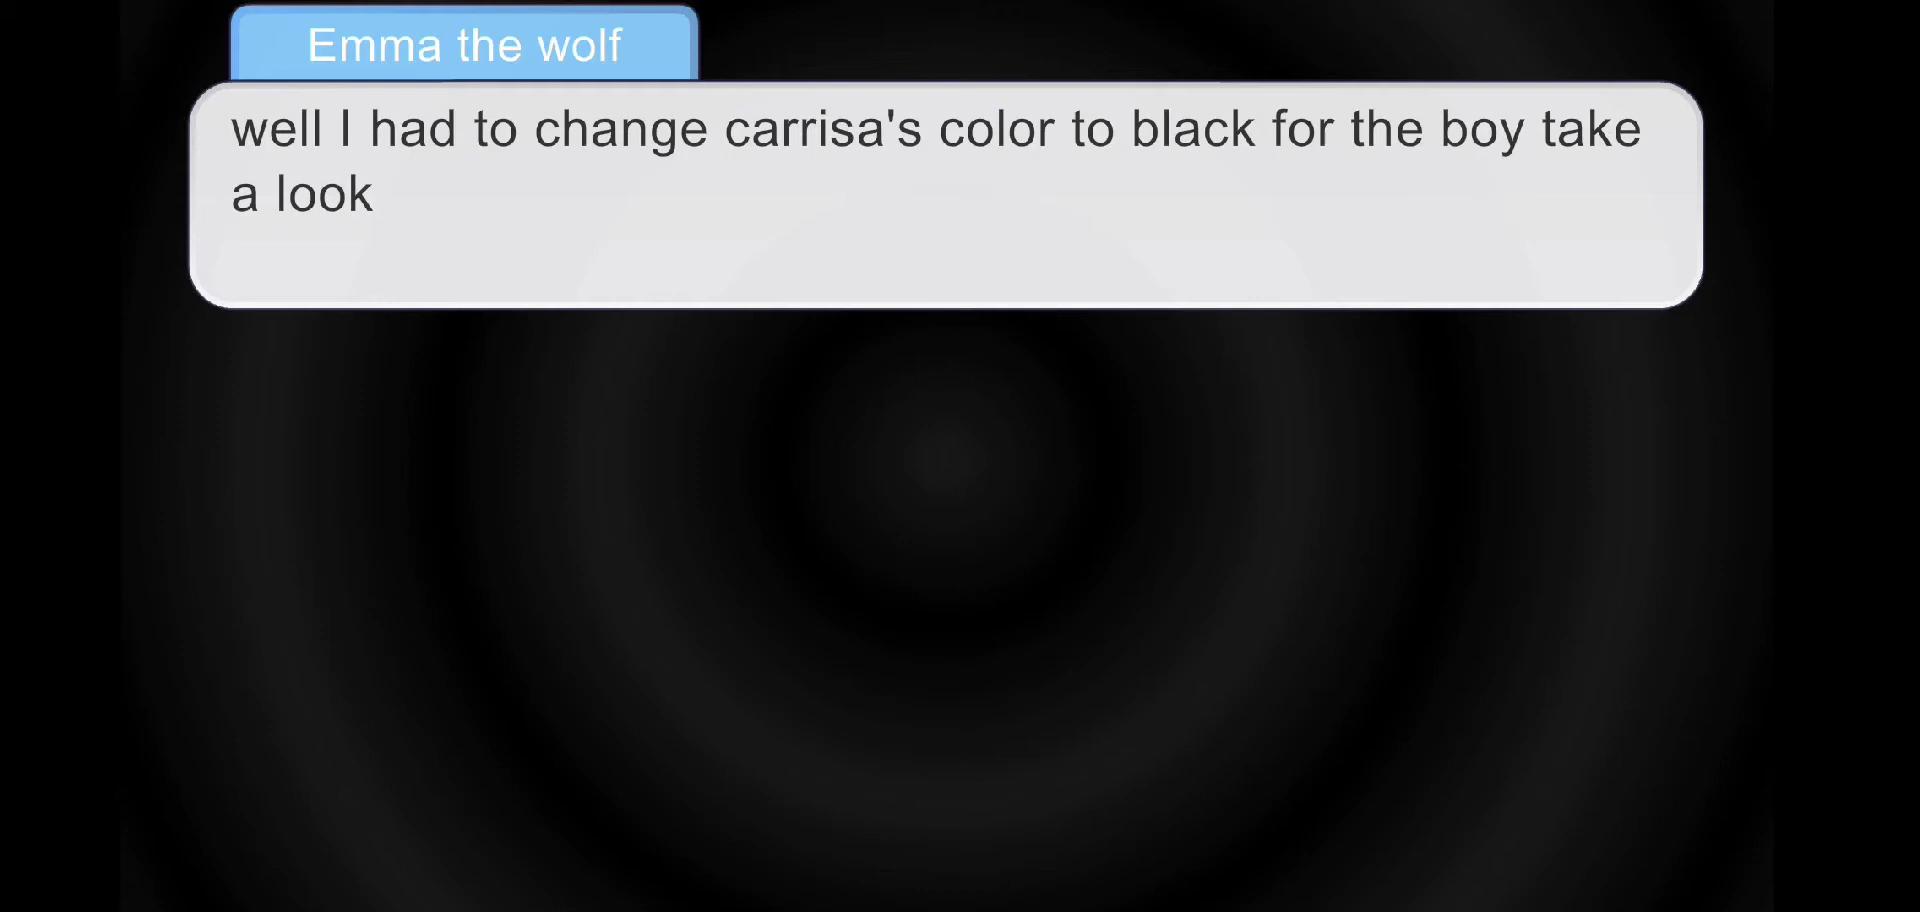 Emma the wolf
well I had to change carrisa's color to black for the boy take
a look